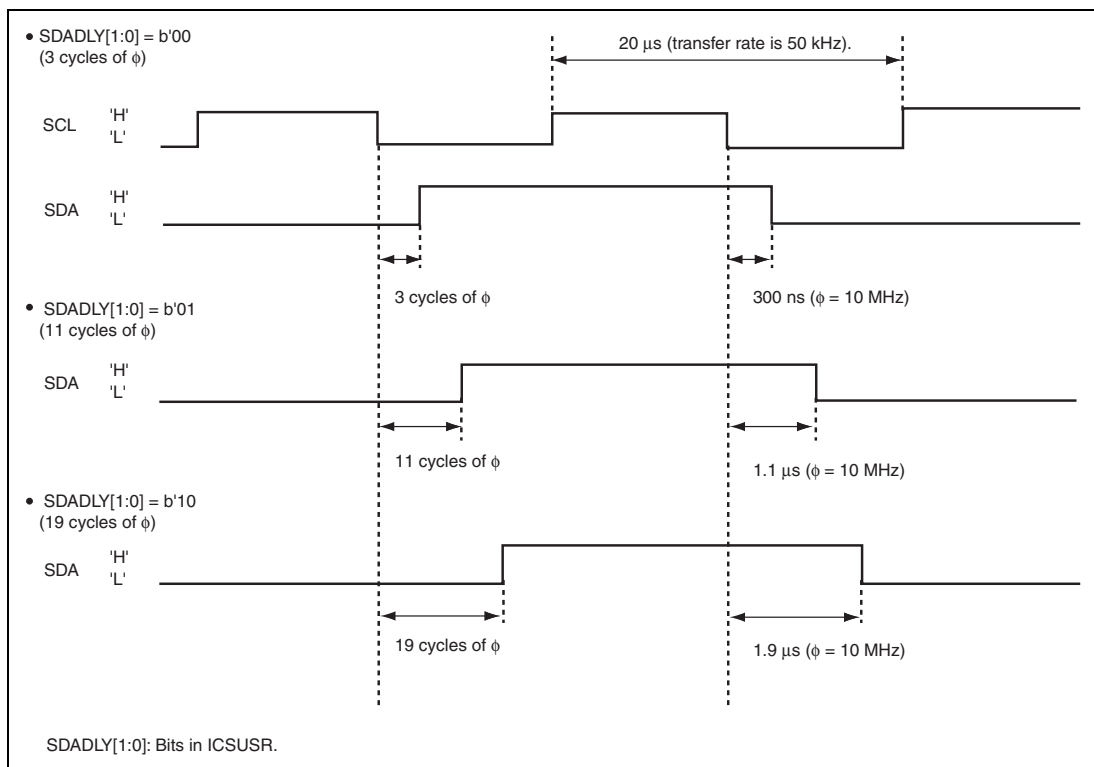 • SDADLY[1:0] = b'00
(3 cycles of ϕ)
20 μs (transfer rate is 50 kHz).
SCL 'H'
'L'
SDA 'H'
'L'
3 cycles of ϕ
300 ns (ϕ = 10 MHz)
• SDADLY[1:0] = b'01
(11 cycles of ϕ)
SDA 'H'
'L'
11 cycles of ϕ
1.1 μs (ϕ = 10 MHz)
• SDADLY[1:0] = b'10
(19 cycles of ϕ)
SDA 'H'
'L'
19 cycles of ϕ
1.9 μs (ϕ = 10 MHz)
SDADLY[1:0]: Bits in ICSUSR.